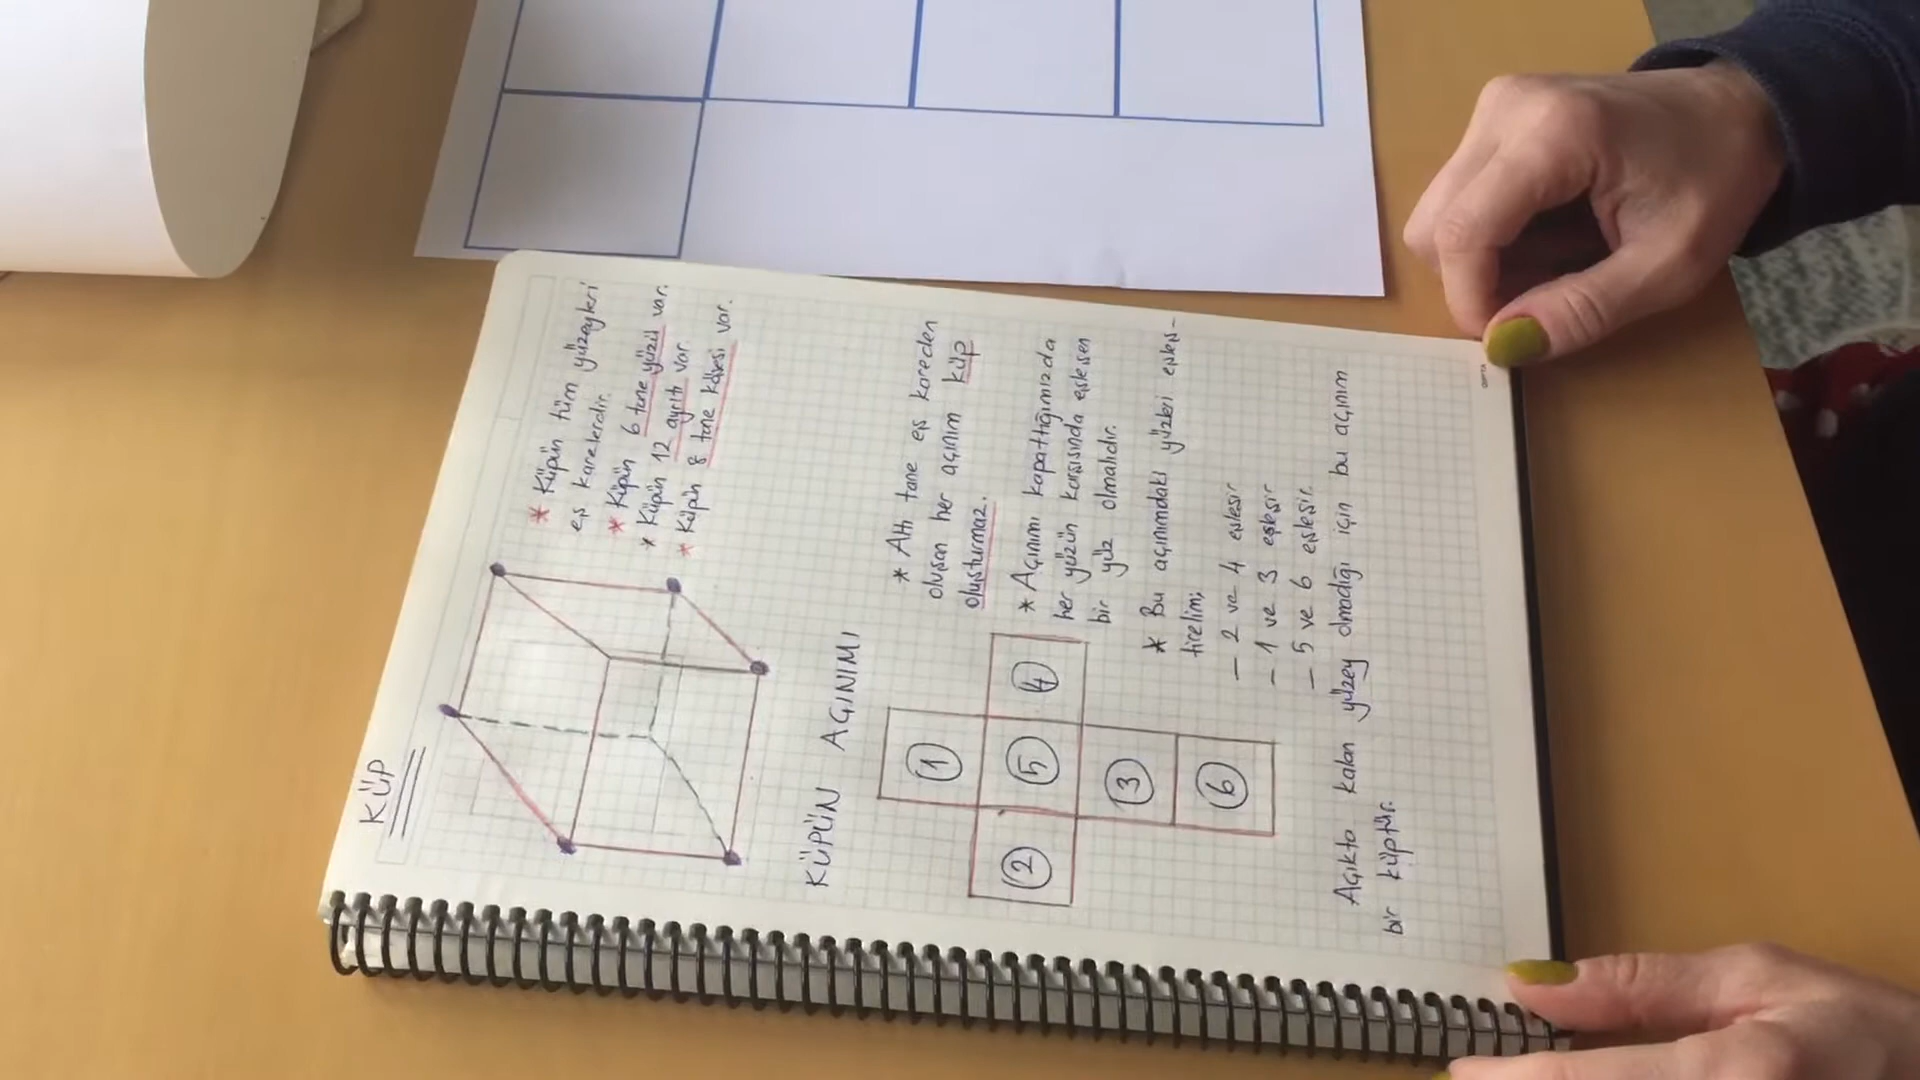 KÜP
* Küpün tüm yüzeyleri
eş karelerdir.
* Küpün 6 tane yüzü var.
* Küpün 12 ayrıtı var.
* Küpün 8 tane köşesi var.
KÜPÜN AÇINIMI
* Altı tane eş kareden
oluşan her açınım küp
oluşturmaz.
* Açınımı kapattığımızda
her yüzün karşısında eşleşen
bir yüz olmalıdır.
* Bu açınımdaki yüzleri eşleş-
tirelim;
- 2 ve 4 eşleşir
- 1 ve 3 eşleşir
- 5 ve 6 eşleşir.
1
2 5 4
3
6
Açıkta kalan yüzey olmadığı için bu açınım
bir küptür.